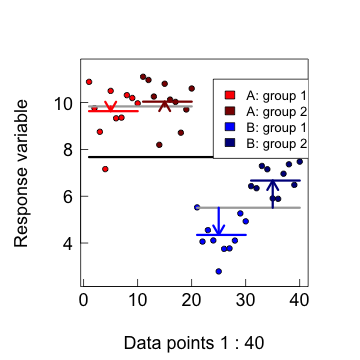 A: group 1
A: group 2
B: group 1
B: group 2
Response variable
10
8
6
4
0 10 20 30 40
Data points 1 : 40